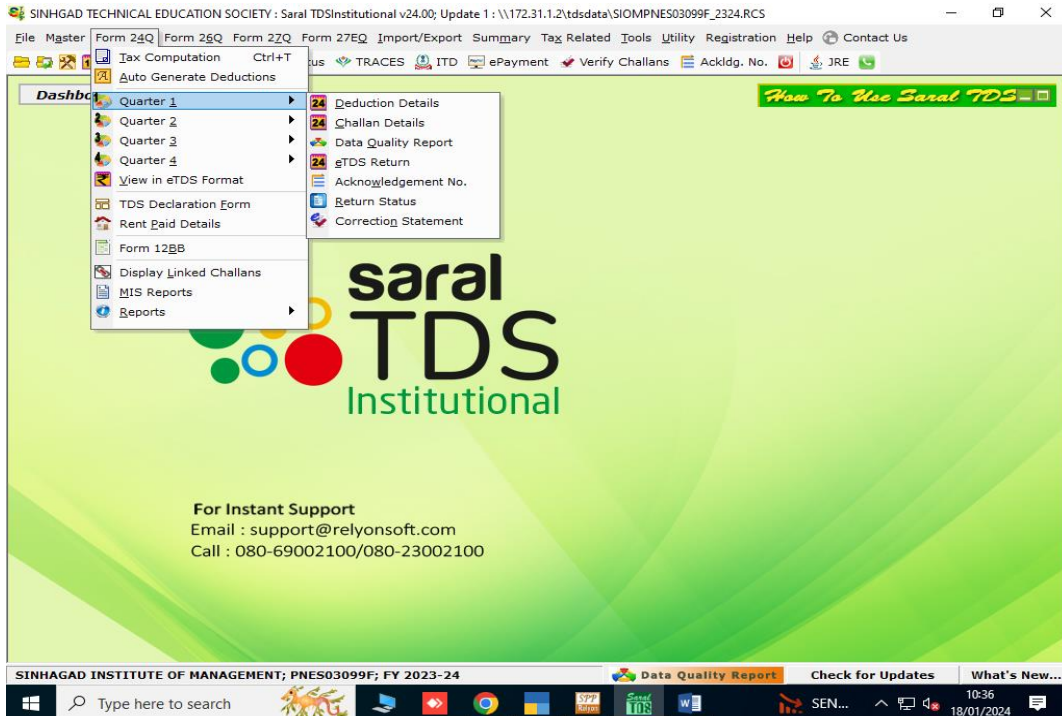 SINHGAD TECHNICAL EDUCATION SOCIETY : Saral TDSInstitutional v24.00; Update 1 : \\172.31.1.2\tdsdata\SIOMPNES03099F_2324.RCS
File Master Form 24Q Form 26Q Form 27Q Form 27EQ Import/Export Summary Tax Related Tools Utility Registration Help Contact Us
TRACES ITD ePayment Verify Challans Ackldg. No. JRE
How To Use Saral TDS
Tax Computation Ctrl+T
Auto Generate Deductions
Quarter 1
Quarter 2
Quarter 3
Quarter 4
View in eTDS Format
TDS Declaration Form
Rent Paid Details
Form 12BB
Display Linked Challans
MIS Reports
Reports
24 Deduction Details
24 Challan Details
Data Quality Report
24 eTDS Return
Acknowledgement No.
Return Status
Correction Statement
saral
TDS
Institutional
For Instant Support
Email : support@relyonsoft.com
Call : 080-69002100/080-23002100
SINHAGAD INSTITUTE OF MANAGEMENT; PNES03099F; FY 2023-24 Data Quality Report Check for Updates What's New...
Type here to search SPP Relyon Saral TDS W SEN... 10:36
18/01/2024